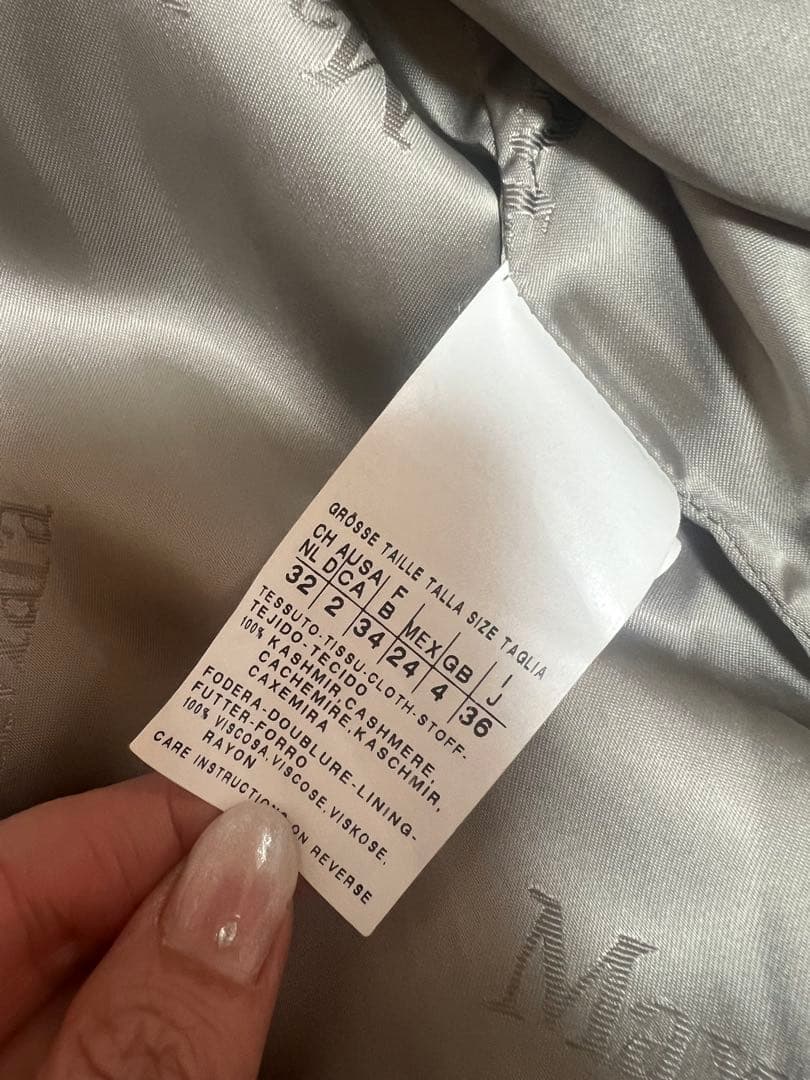 GRÖSSE TAILLE TALLA SIZE TAGLIA
CH A USA F I
NL D CA B MEX GB J
32 2 34 24 4 36
TESSUTO-TISSU-CLOTH-STOFF-
TEJIDO-TECIDO
100% KASHMIR, CASHMERE,
CACHEMIRE, KASCHMIR,
CAXEMIRA
FODERA-DOUBLURE-LINING-
FUTTER-FORRO
100% VISCOSA, VISCOSE, VISKOSE,
RAYON
CARE INSTRUCTIONS ON REVERSE
Max